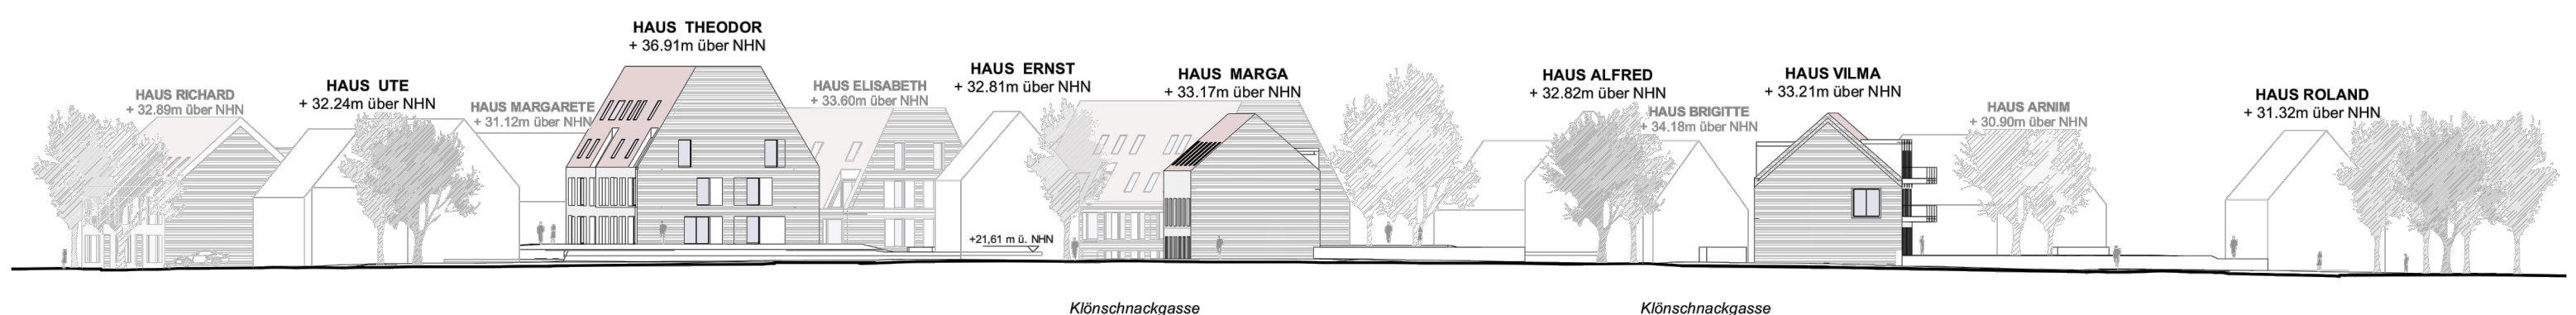 HAUS RICHARD
+ 32.89m über NHN
HAUS UTE
+ 32.24m über NHN
HAUS MARGARETE
+ 31.12m über NHN
HAUS THEODOR
+ 36.91m über NHN
HAUS ELISABETH
+ 33.60m über NHN
HAUS ERNST
+ 32.81m über NHN
+21,61 m ü. NHN
HAUS MARGA
+ 33.17m über NHN
HAUS ALFRED
+ 32.82m über NHN
HAUS BRIGITTE
+ 34.18m über NHN
HAUS VILMA
+ 33.21m über NHN
HAUS ARNIM
+ 30.90m über NHN
HAUS ROLAND
+ 31.32m über NHN
Klönschnackgasse
Klönschnackgasse